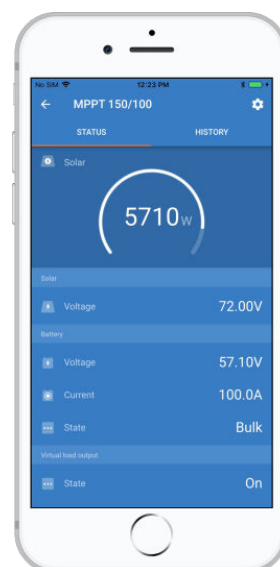 No SIM 12:23 PM
MPPT 150/100
STATUS HISTORY
Solar
5710W
Solar
Voltage 72.00V
Battery
Voltage 57.10V
Current 100.0A
State Bulk
Virtual load output
State On